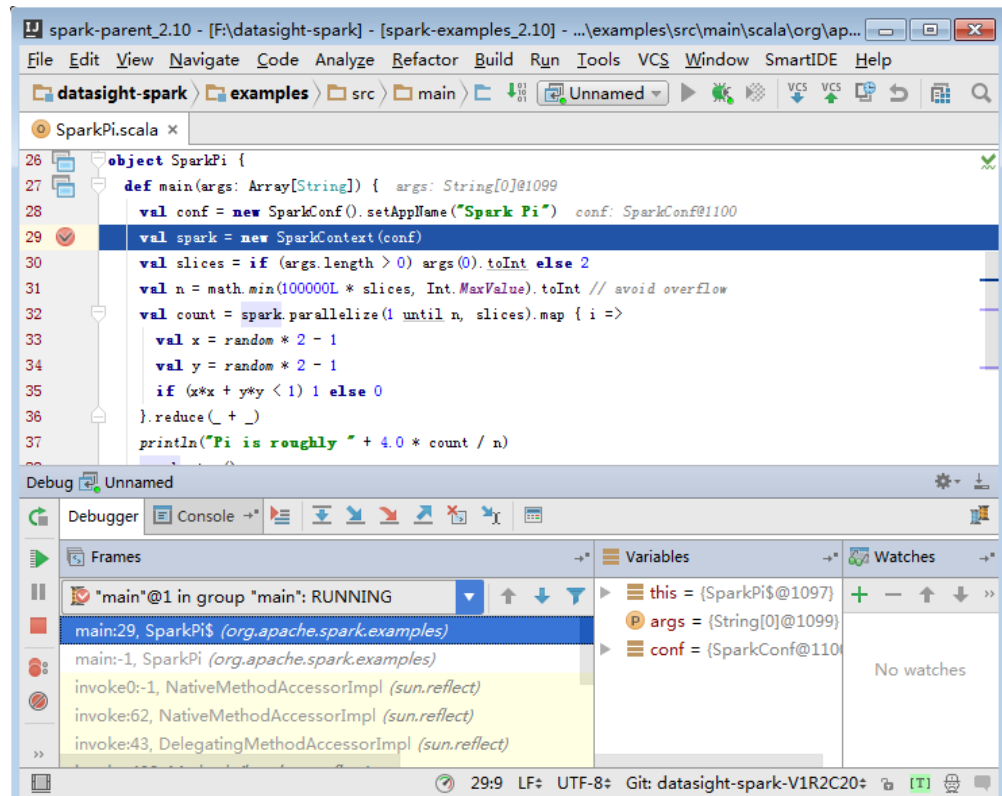 spark-parent_2.10 - [F:\datasight-spark] - [spark-examples_2.10] - ...\examples\src\main\scala\org\ap...
File Edit View Navigate Code Analyze Refactor Build Run Tools VCS Window SmartIDE Help
datasight-spark examples src main Unnamed VCS VCS
SparkPi.scala ×
26 object SparkPi {
27 def main(args: Array[String]) { args: String[0]@1099
28 val conf = new SparkConf().setAppName("Spark Pi") conf: SparkConf@1100
29 val spark = new SparkContext(conf)
30 val slices = if (args.length > 0) args(0).toInt else 2
31 val n = math.min(100000L * slices, Int.MaxValue).toInt // avoid overflow
32 val count = spark.parallelize(1 until n, slices).map { i =>
33 val x = random * 2 - 1
34 val y = random * 2 - 1
35 if (x*x + y*y < 1) 1 else 0
36 }.reduce(_ + _)
37 println("Pi is roughly " + 4.0 * count / n)
Debug Unnamed
Debugger Console
Frames Variables Watches
"main"@1 in group "main": RUNNING
main:29, SparkPi$ (org.apache.spark.examples)
main:-1, SparkPi (org.apache.spark.examples)
invoke0:-1, NativeMethodAccessorImpl (sun.reflect)
invoke:62, NativeMethodAccessorImpl (sun.reflect)
invoke:43, DelegatingMethodAccessorImpl (sun.reflect)
this = {SparkPi$@1097}
args = {String[0]@1099}
conf = {SparkConf@110
No watches
29:9 LF UTF-8 Git: datasight-spark-V1R2C20 [T]